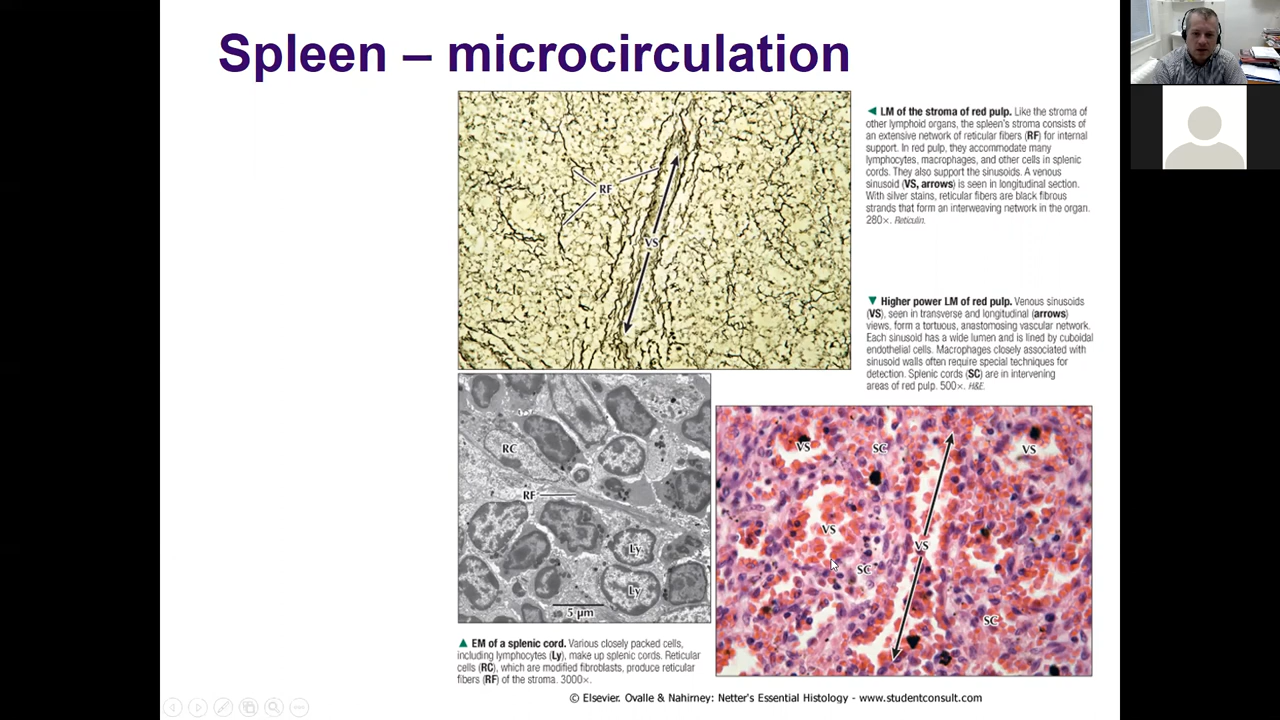 Spleen – microcirculation
◄ LM of the stroma of red pulp. Like the stroma of
other lymphoid organs, the spleen's stroma consists of
an extensive network of reticular fibers (RF) for internal
support. In red pulp, they accommodate many
lymphocytes, macrophages, and other cells in splenic
cords. They also support the sinusoids. A venous
sinusoid (VS, arrows) is seen in longitudinal section.
With silver stains, reticular fibers are black fibrous
strands that form an interweaving network in the organ.
280×. Reticulin.
RF
VS
▼ Higher power LM of red pulp. Venous sinusoids
(VS), seen in transverse and longitudinal (arrows)
views, form a tortuous, anastomosing vascular network.
Each sinusoid has a wide lumen and is lined by cuboidal
endothelial cells. Macrophages closely associated with
sinusoid walls often require special techniques for
detection. Splenic cords (SC) are in intervening
areas of red pulp. 500×. H&E.
RC
RF
Ly
Ly
5 µm
VS
SC
VS
VS
VS
SC
SC
▲ EM of a splenic cord. Various closely packed cells,
including lymphocytes (Ly), make up splenic cords. Reticular
cells (RC), which are modified fibroblasts, produce reticular
fibers (RF) of the stroma. 3000×.
© Elsevier. Ovalle & Nahirney: Netter's Essential Histology - www.studentconsult.com